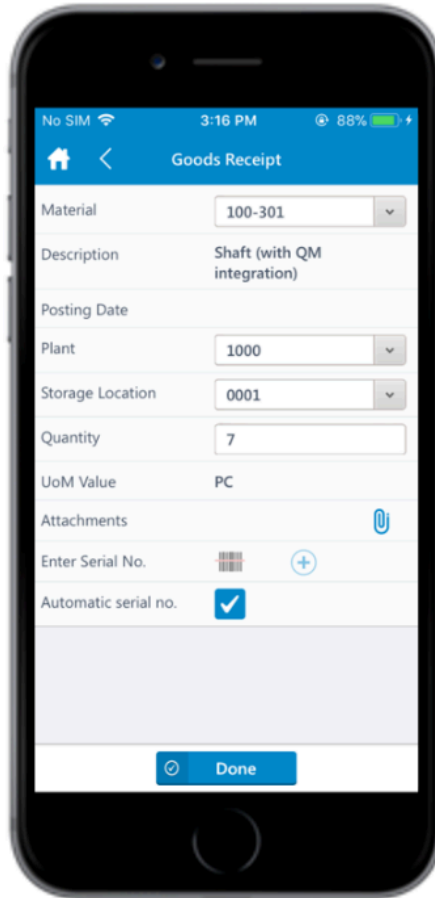 No SIM 3:16 PM 88%
Goods Receipt
Material 100-301
Description Shaft (with QM
integration)
Posting Date
Plant 1000
Storage Location 0001
Quantity 7
UoM Value PC
Attachments
Enter Serial No.
Automatic serial no.
Done